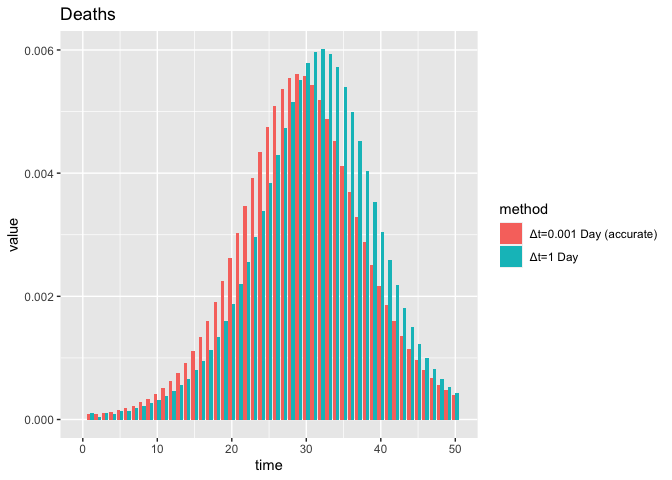 Deaths
value
0.006
0.004
0.002
0.000
0 10 20 30 40 50
time
method
Δt=0.001 Day (accurate)
Δt=1 Day